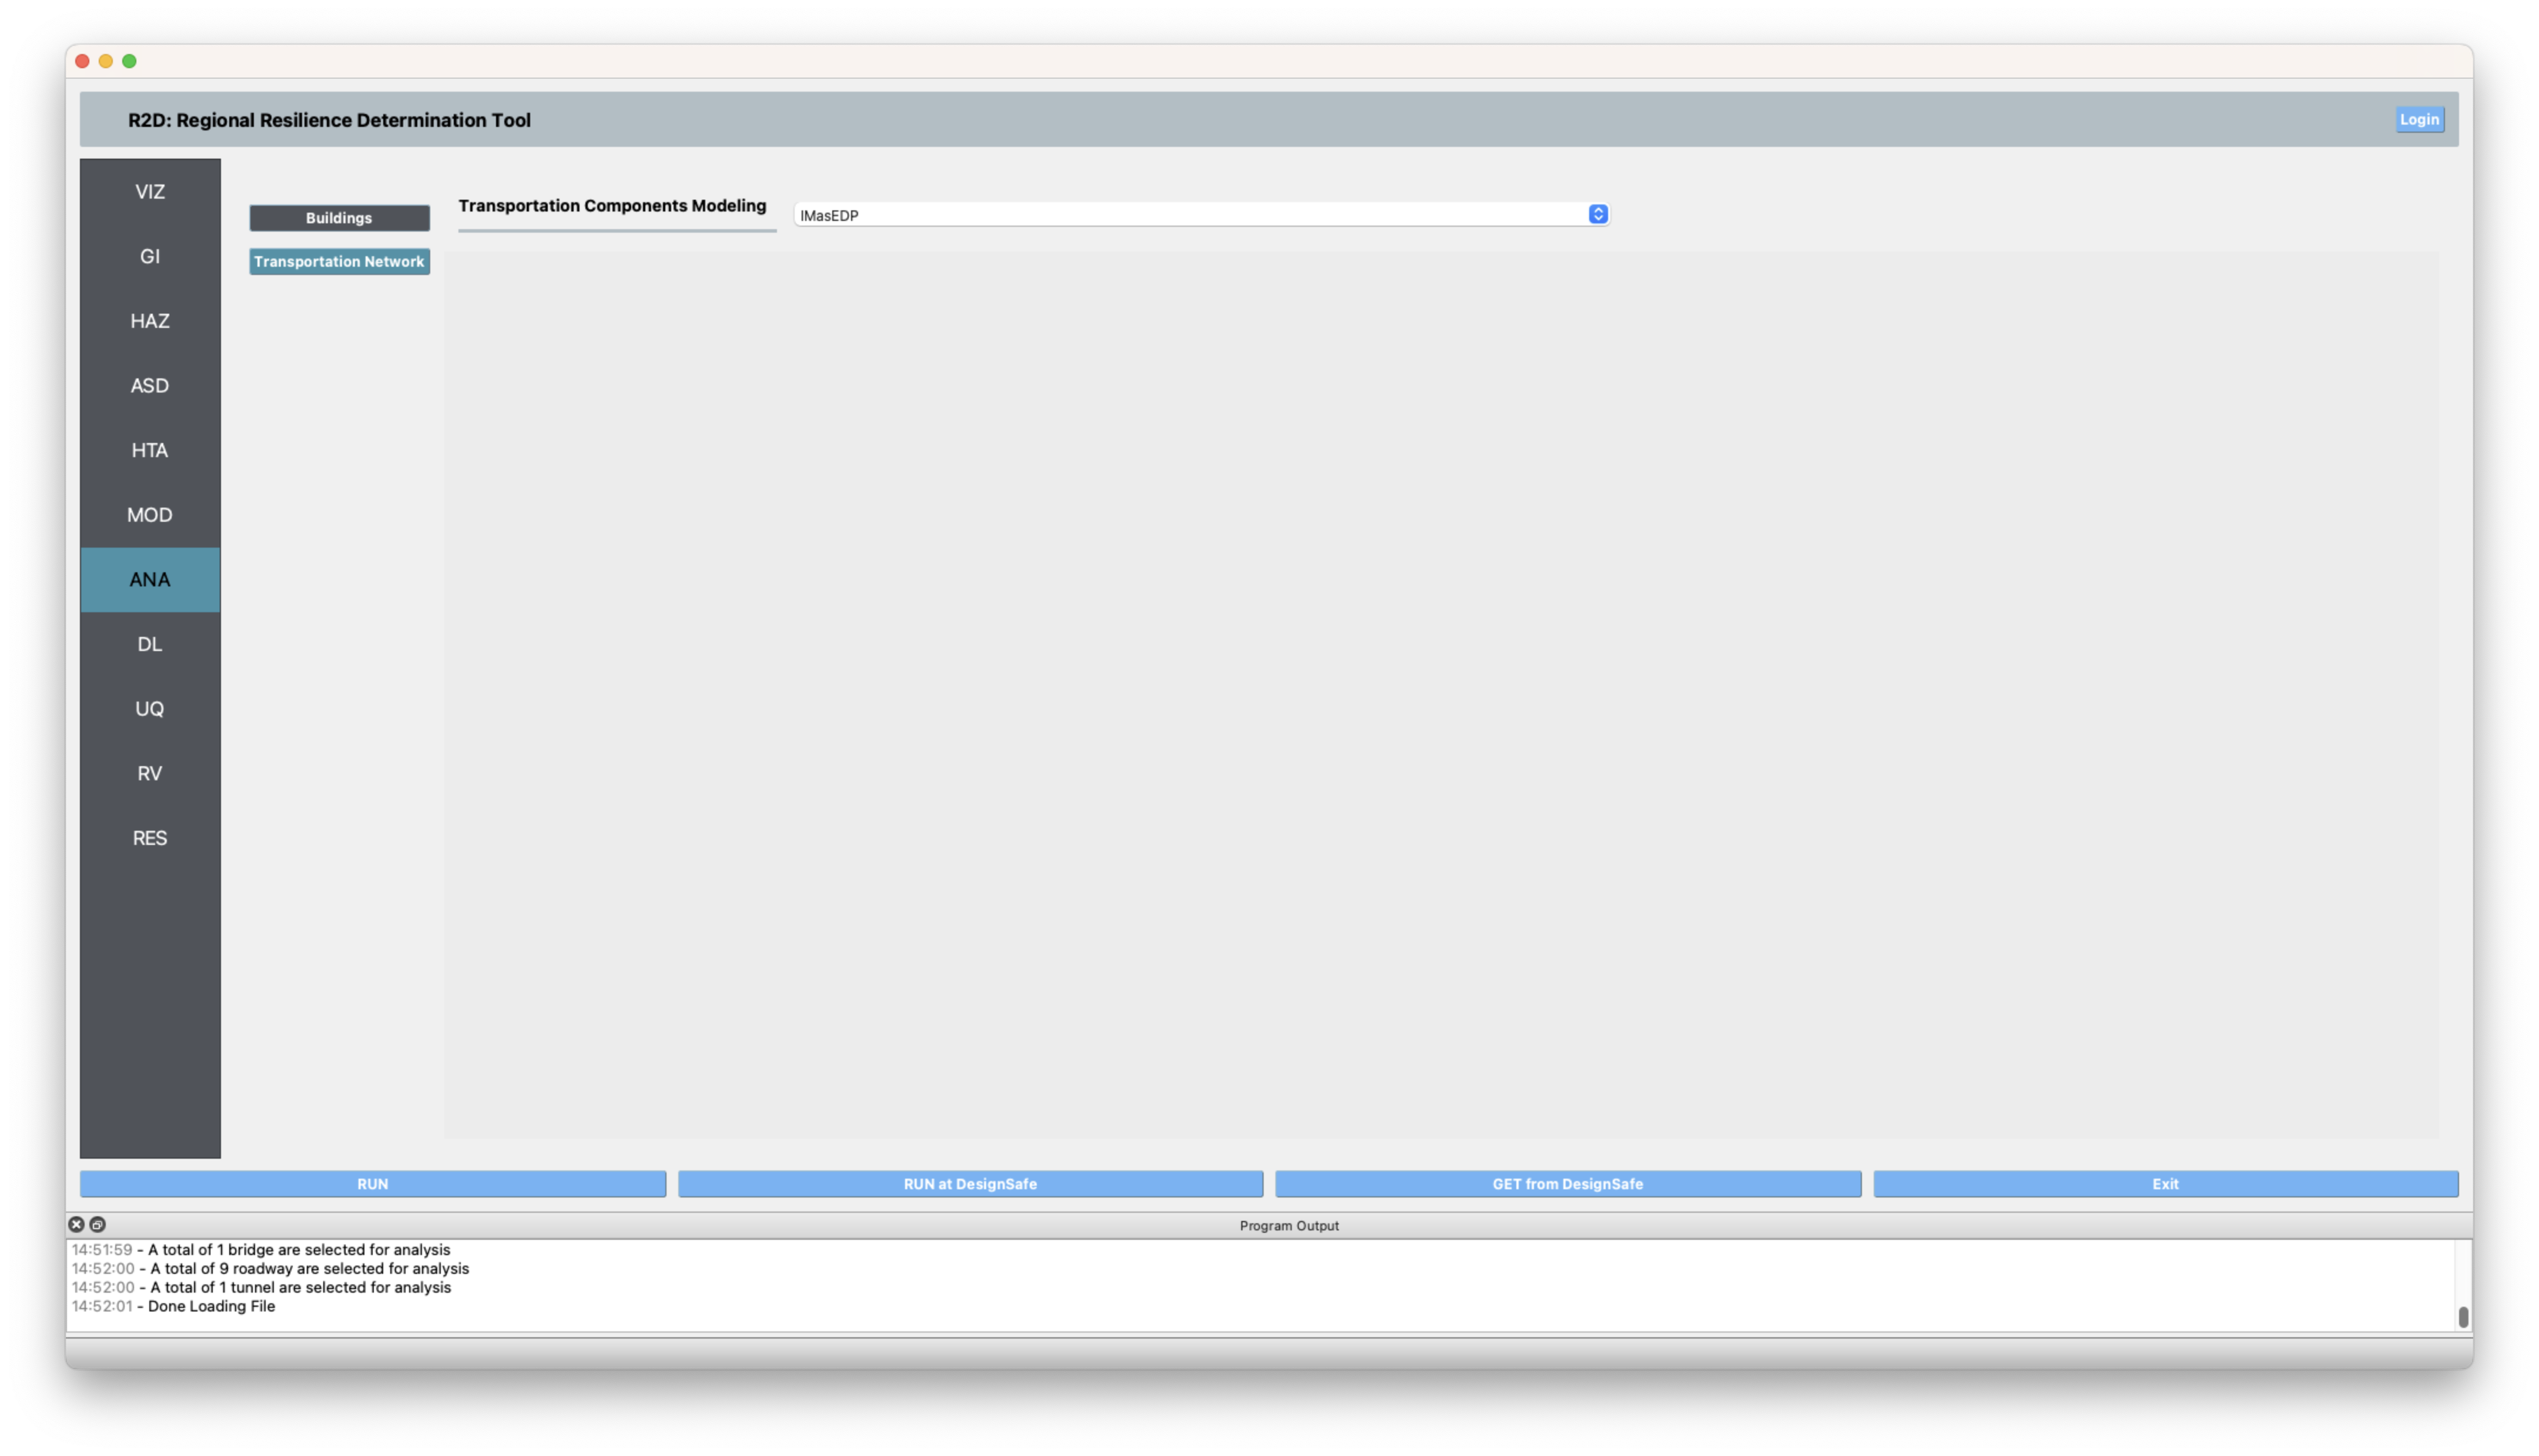 R2D: Regional Resilience Determination Tool
Login
VIZ
GI
HAZ
ASD
HTA
MOD
ANA
DL
UQ
RV
RES
Buildings
Transportation Network
Transportation Components Modeling
IMasEDP
RUN
RUN at DesignSafe
GET from DesignSafe
Exit
Program Output
14:51:59 - A total of 1 bridge are selected for analysis
14:52:00 - A total of 9 roadway are selected for analysis
14:52:00 - A total of 1 tunnel are selected for analysis
14:52:01 - Done Loading File